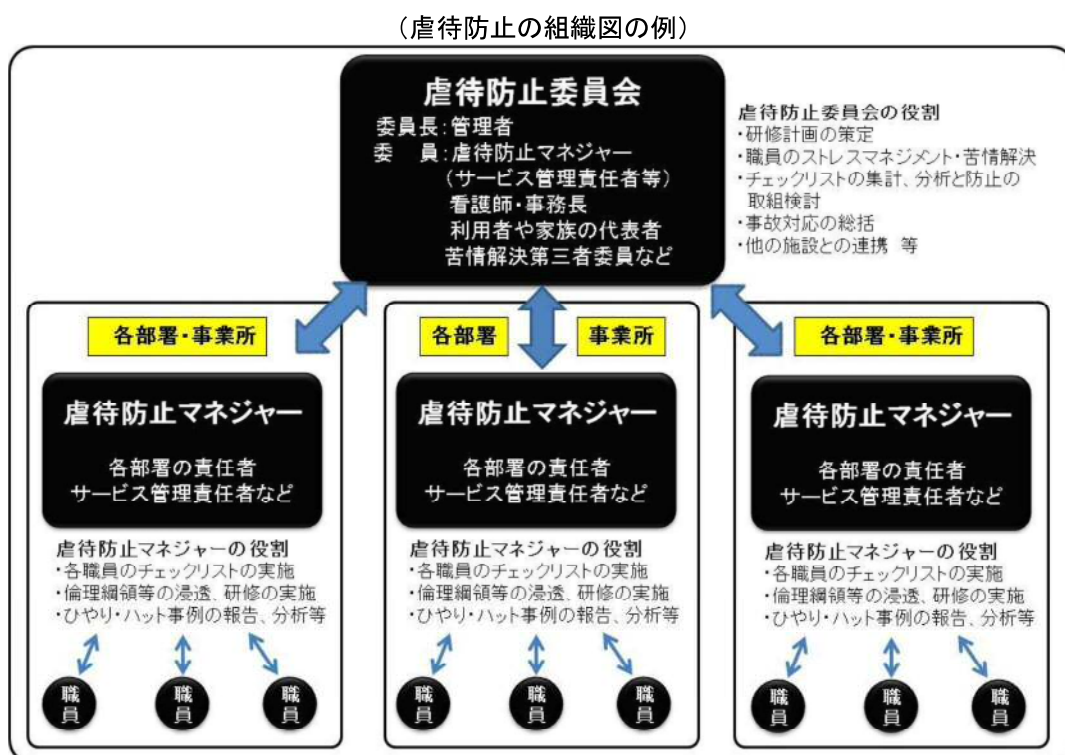 （虐待防止の組織図の例）
虐待防止委員会
委員長：管理者
委　員：虐待防止マネジャー
（サービス管理責任者等）
看護師・事務長
利用者や家族の代表者
苦情解決第三者委員など
虐待防止委員会の役割
・研修計画の策定
・職員のストレスマネジメント・苦情解決
・チェックリストの集計、分析と防止の
取組検討
・事故対応の総括
・他の施設との連携　等
各部署・事業所
虐待防止マネジャー
各部署の責任者
サービス管理責任者など
虐待防止マネジャーの役割
・各職員のチェックリストの実施
・倫理綱領等の浸透、研修の実施
・ひやり・ハット事例の報告、分析等
職員
職員
職員
各部署
事業所
虐待防止マネジャー
各部署の責任者
サービス管理責任者など
虐待防止マネジャーの役割
・各職員のチェックリストの実施
・倫理綱領等の浸透、研修の実施
・ひやり・ハット事例の報告、分析等
職員
職員
職員
各部署・事業所
虐待防止マネジャー
各部署の責任者
サービス管理責任者など
虐待防止マネジャーの役割
・各職員のチェックリストの実施
・倫理綱領等の浸透、研修の実施
・ひやり・ハット事例の報告、分析等
職員
職員
職員